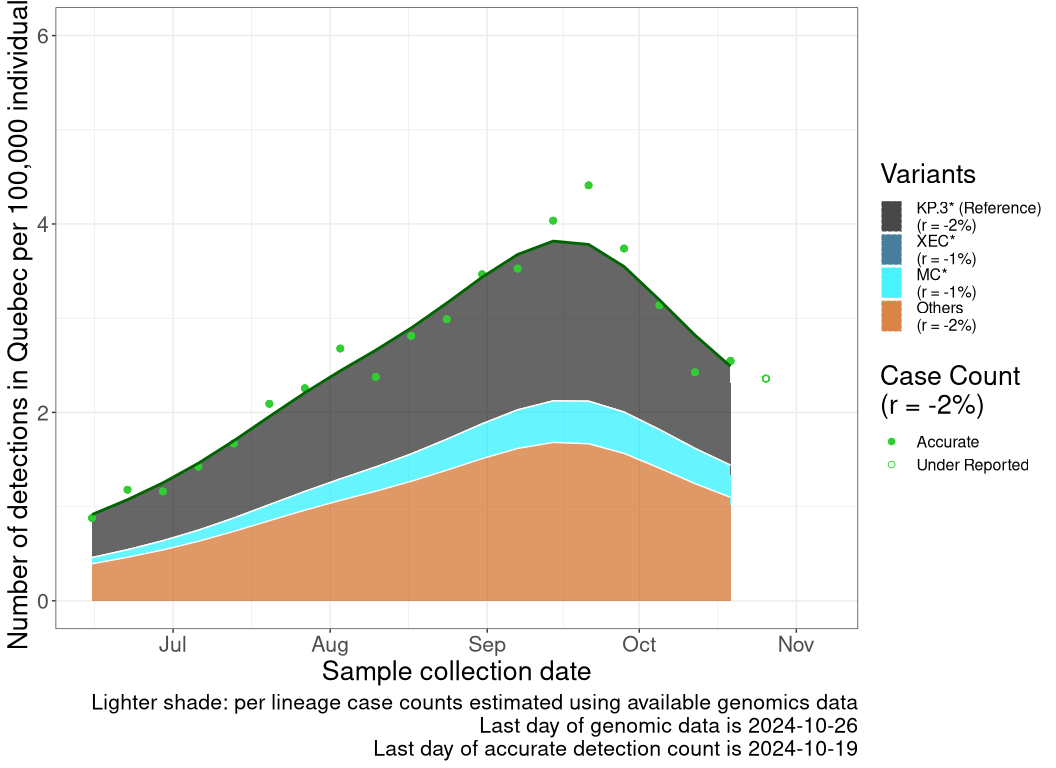 Number of detections in Quebec per 100,000 individual
6
4
2
0
Jul
Aug
Sep
Oct
Nov
Sample collection date
Lighter shade: per lineage case counts estimated using available genomics data
Last day of genomic data is 2024-10-26
Last day of accurate detection count is 2024-10-19
Variants
KP.3* (Reference)
(r = -2%)
XEC*
(r = -1%)
MC*
(r = -1%)
Others
(r = -2%)
Case Count
(r = -2%)
Accurate
Under Reported